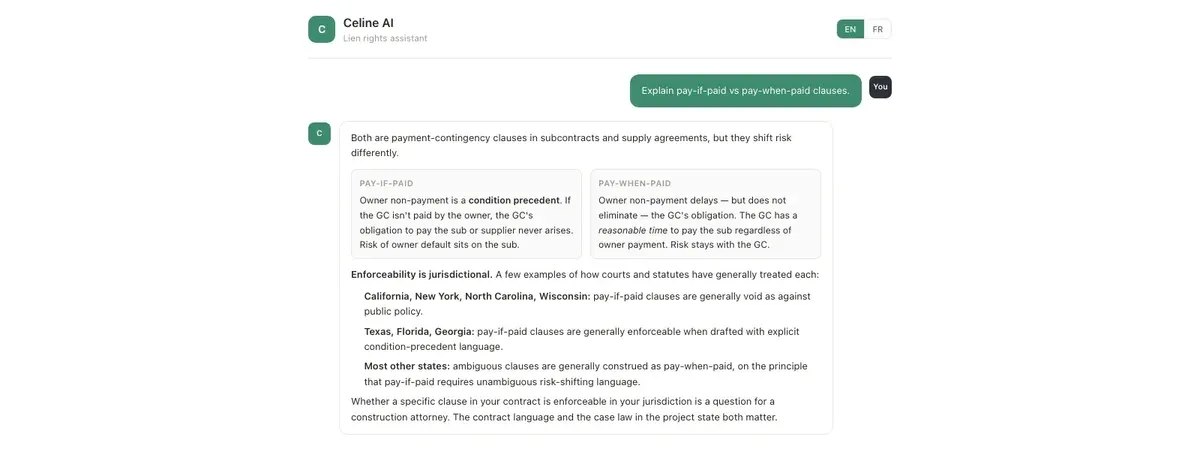 C
Celine AI
Lien rights assistant
EN
FR
Explain pay-if-paid vs pay-when-paid clauses.
You
C
Both are payment-contingency clauses in subcontracts and supply agreements, but they shift risk
differently.
PAY-IF-PAID
Owner non-payment is a condition precedent. If
the GC isn't paid by the owner, the GC's
obligation to pay the sub or supplier never arises.
Risk of owner default sits on the sub.
PAY-WHEN-PAID
Owner non-payment delays — but does not
eliminate — the GC's obligation. The GC has a
reasonable time to pay the sub regardless of
owner payment. Risk stays with the GC.
Enforceability is jurisdictional. A few examples of how courts and statutes have generally treated each:
California, New York, North Carolina, Wisconsin: pay-if-paid clauses are generally void as against
public policy.
Texas, Florida, Georgia: pay-if-paid clauses are generally enforceable when drafted with explicit
condition-precedent language.
Most other states: ambiguous clauses are generally construed as pay-when-paid, on the principle
that pay-if-paid requires unambiguous risk-shifting language.
Whether a specific clause in your contract is enforceable in your jurisdiction is a question for a
construction attorney. The contract language and the case law in the project state both matter.